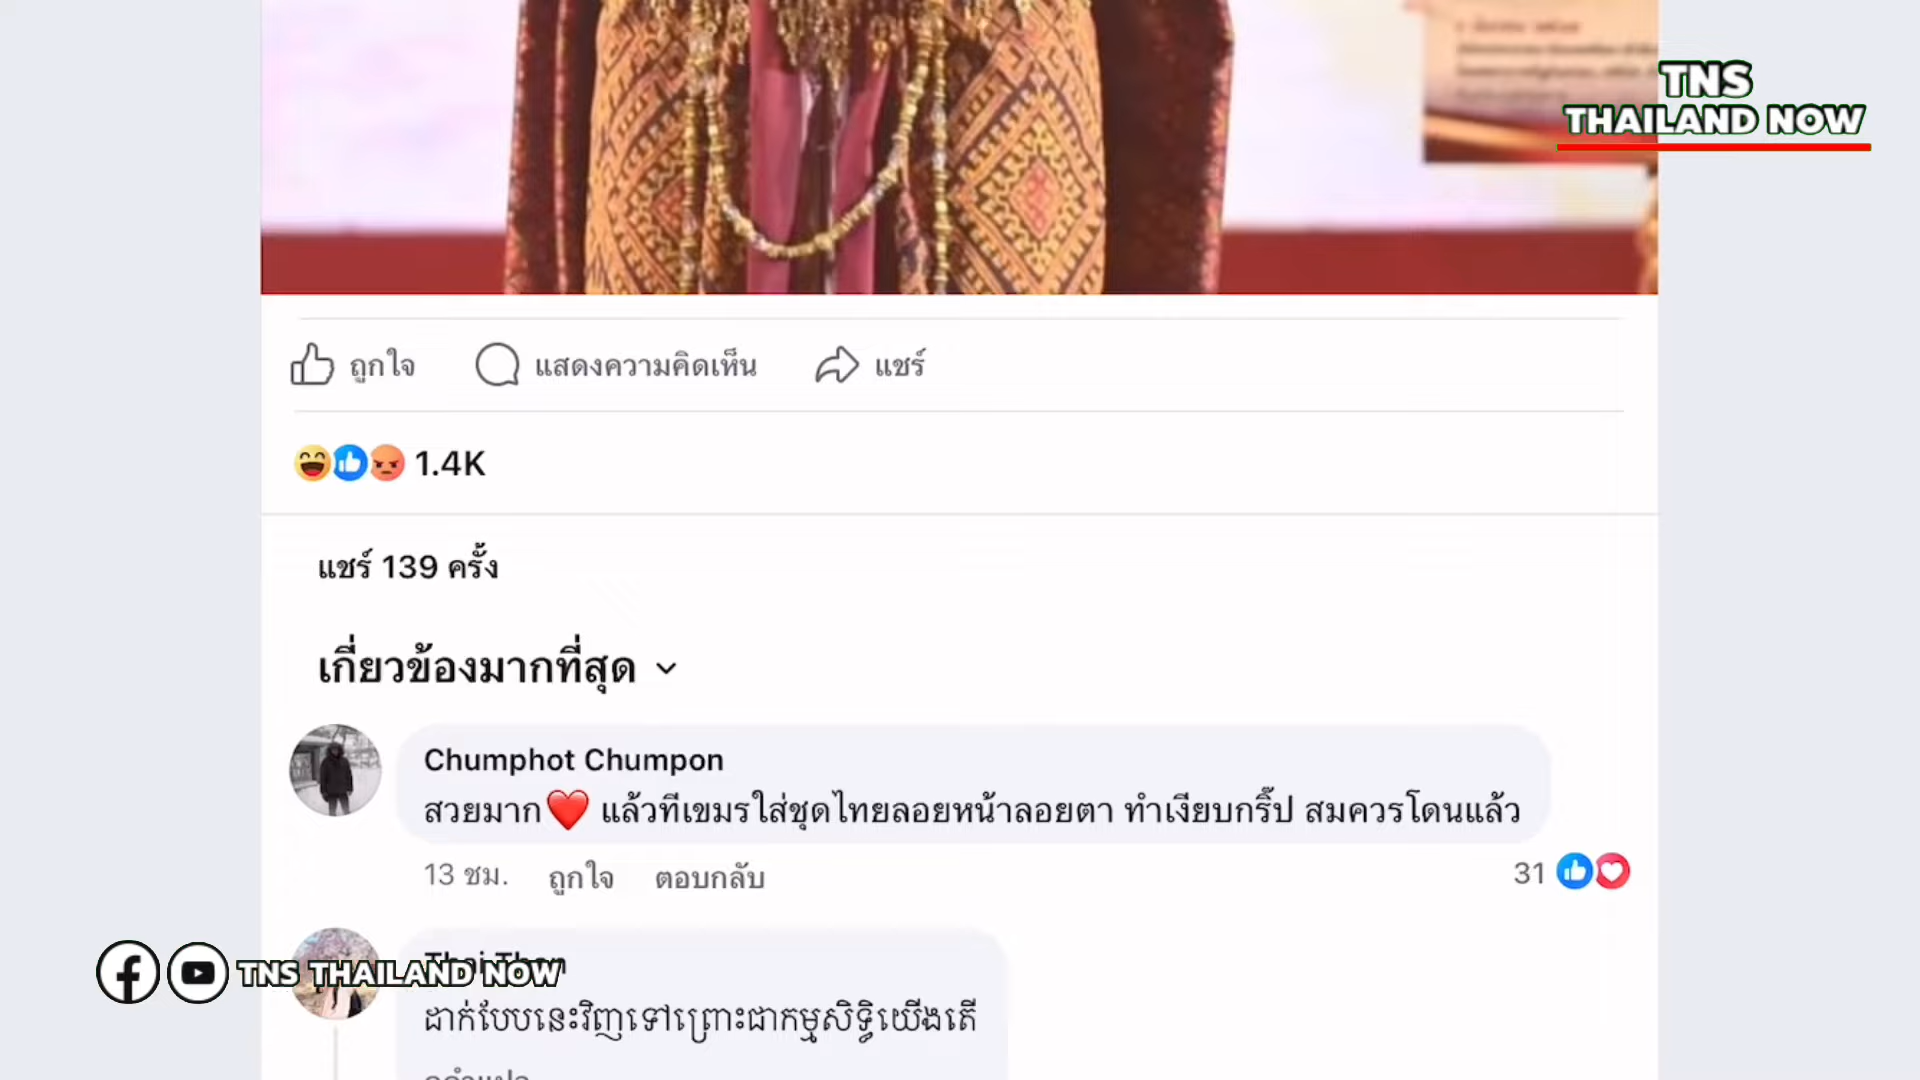 TNS
THAILAND NOW
ถูกใจ
แสดงความคิดเห็น
แชร์
1.4K
แชร์ 139 ครั้ง
เกี่ยวข้องมากที่สุด
Chumphot Chumpon
สวยมาก❤️ แล้วทีเขมรใส่ชุดไทยลอยหน้าลอยตา ทำเงียบกริ๊ป สมควรโดนแล้ว
13 ชม. ถูกใจ ตอบกลับ
31
TNS THAILAND NOW
ដាក់បែបនេះវិញទៅព្រោះជាកម្មសិទ្ធិយើងតើ